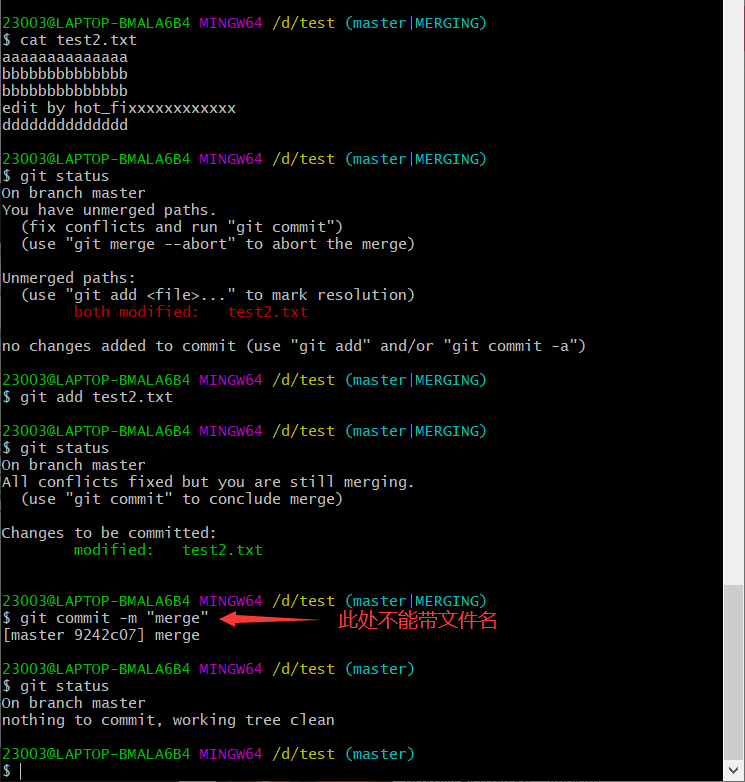 23003@LAPTOP-BMALA6B4 MINGW64 /d/test (master|MERGING)
$ cat test2.txt
aaaaaaaaaaaaaa
bbbbbbbbbbbbbb
bbbbbbbbbbbbbb
edit by hot_fixxxxxxxxxxxx
dddddddddddddd
23003@LAPTOP-BMALA6B4 MINGW64 /d/test (master|MERGING)
$ git status
On branch master
You have unmerged paths.
  (fix conflicts and run "git commit")
  (use "git merge --abort" to abort the merge)
Unmerged paths:
  (use "git add <file>..." to mark resolution)
        both modified:   test2.txt
no changes added to commit (use "git add" and/or "git commit -a")
23003@LAPTOP-BMALA6B4 MINGW64 /d/test (master|MERGING)
$ git add test2.txt
23003@LAPTOP-BMALA6B4 MINGW64 /d/test (master|MERGING)
$ git status
On branch master
All conflicts fixed but you are still merging.
  (use "git commit" to conclude merge)
Changes to be committed:
        modified:   test2.txt
23003@LAPTOP-BMALA6B4 MINGW64 /d/test (master|MERGING)
$ git commit -m "merge" 此处不能带文件名
[master 9242c07] merge
23003@LAPTOP-BMALA6B4 MINGW64 /d/test (master)
$ git status
On branch master
nothing to commit, working tree clean
23003@LAPTOP-BMALA6B4 MINGW64 /d/test (master)
$